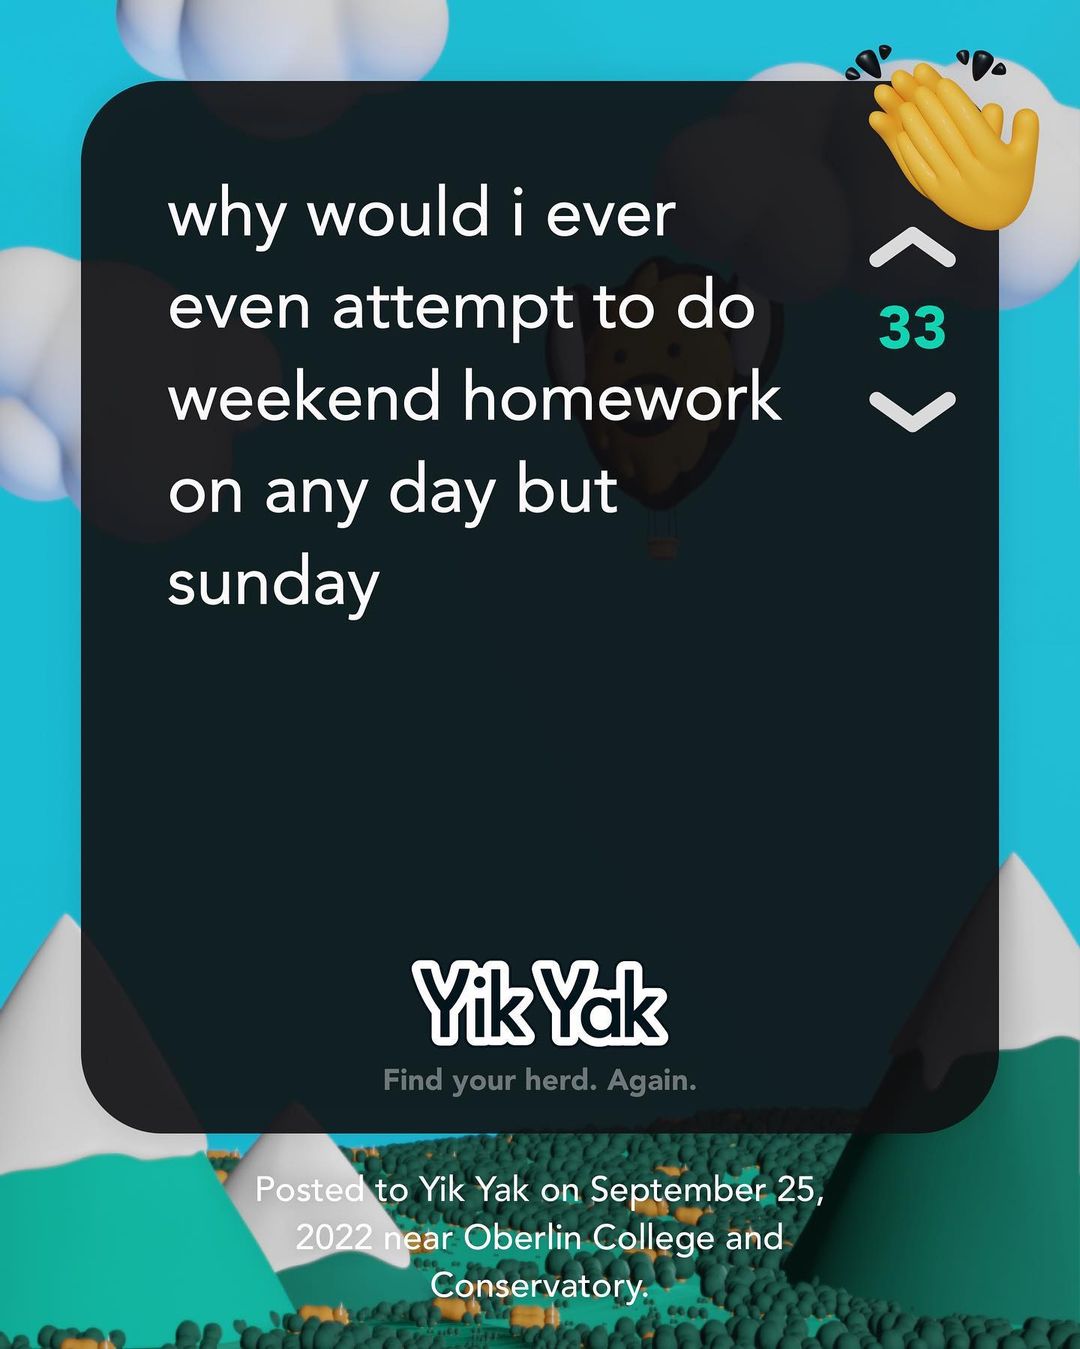 why would i ever
even attempt to do
weekend homework
on any day but
sunday
33
Yik Yak
Find your herd. Again.
Posted to Yik Yak on September 25,
2022 near Oberlin College and
Conservatory.